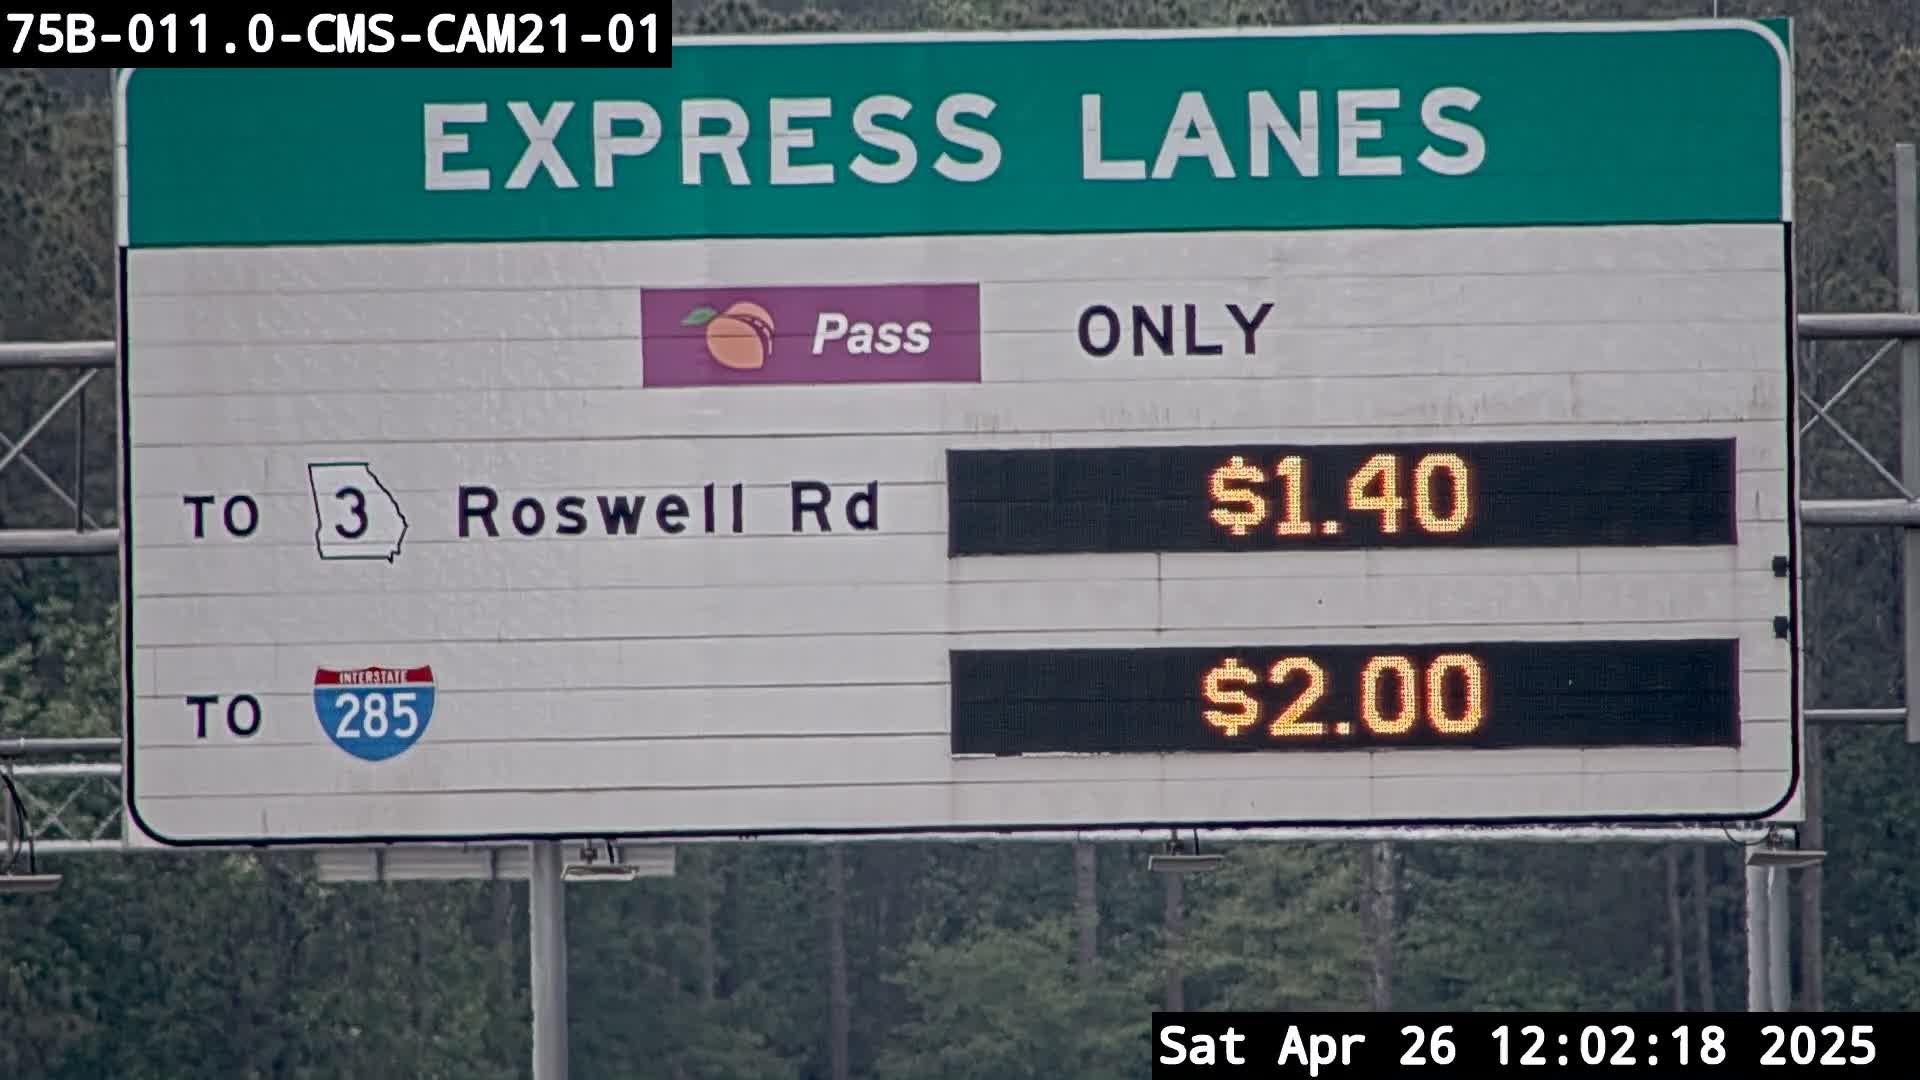 75B-011.0-CMS-CAM21-01
EXPRESS LANES
Pass ONLY
TO 3 Roswell Rd $1.40
TO INTERSTATE 285 $2.00
Sat Apr 26 12:02:18 2025